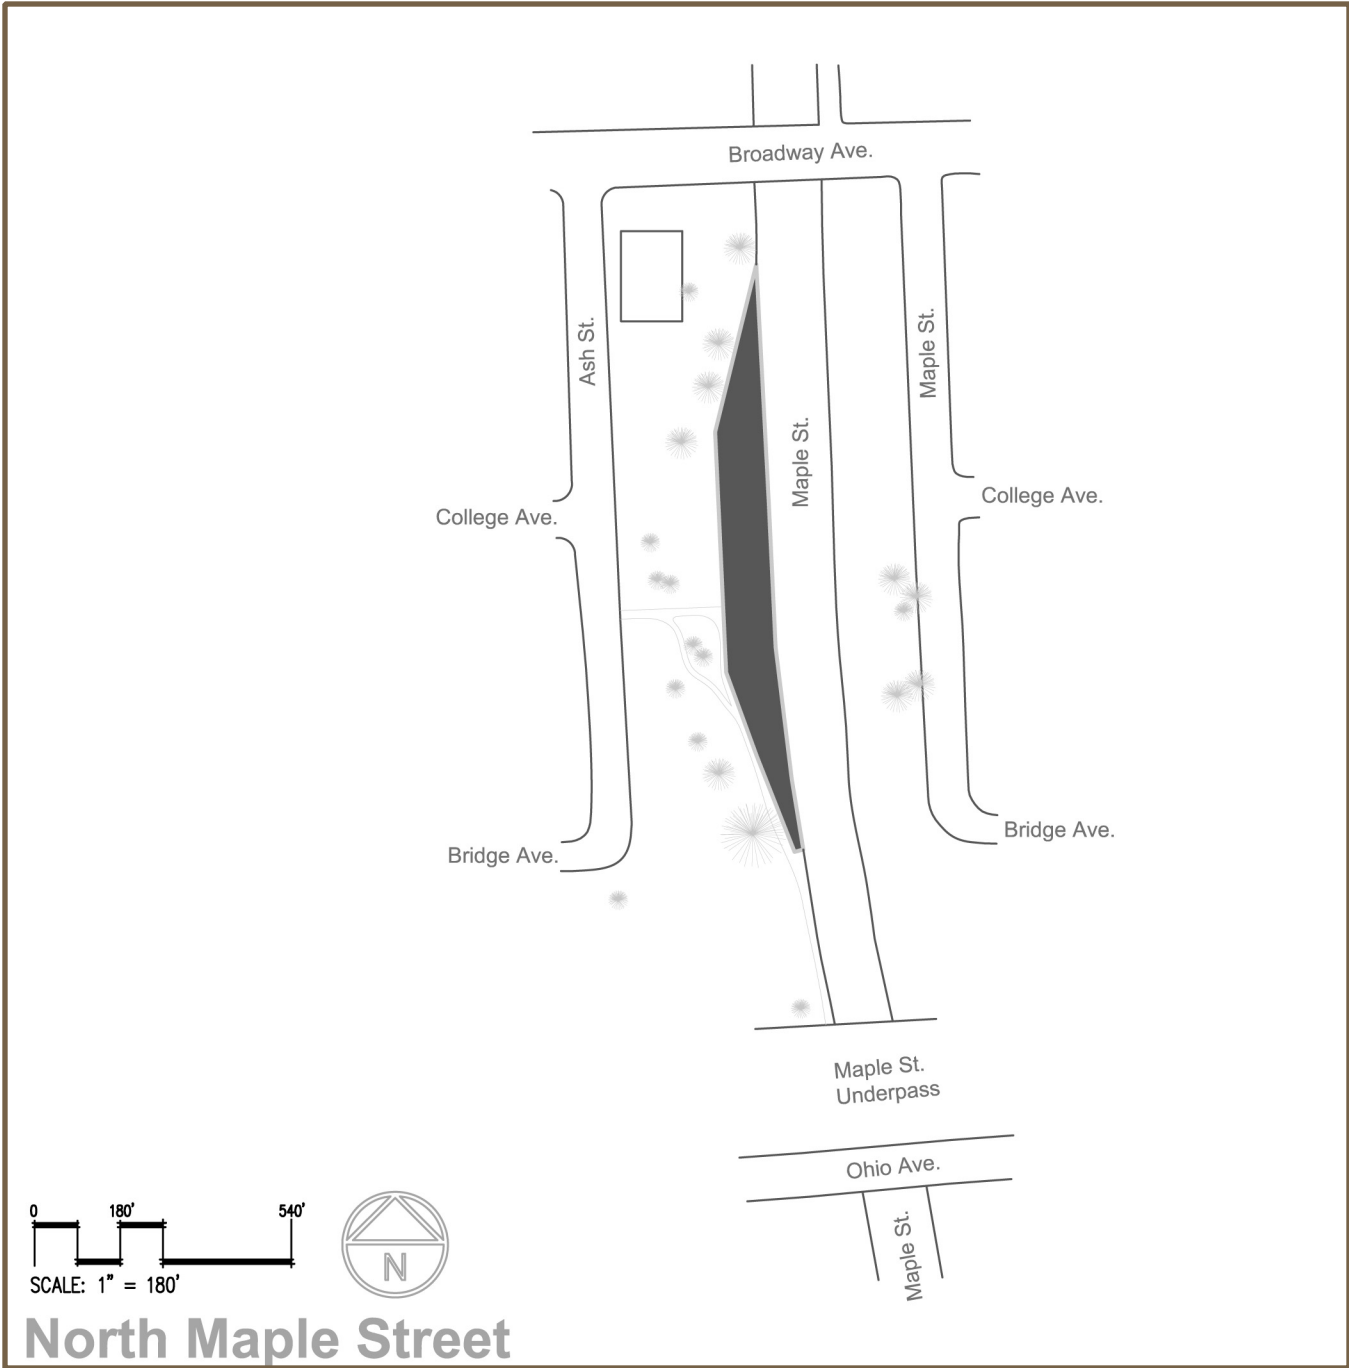 Broadway Ave.
Ash St.
Maple St.
Maple St.
College Ave.
College Ave.
Bridge Ave.
Bridge Ave.
Maple St.
Underpass
Ohio Ave.
Maple St.
0 180' 540'
SCALE: 1" = 180'
N
North Maple Street